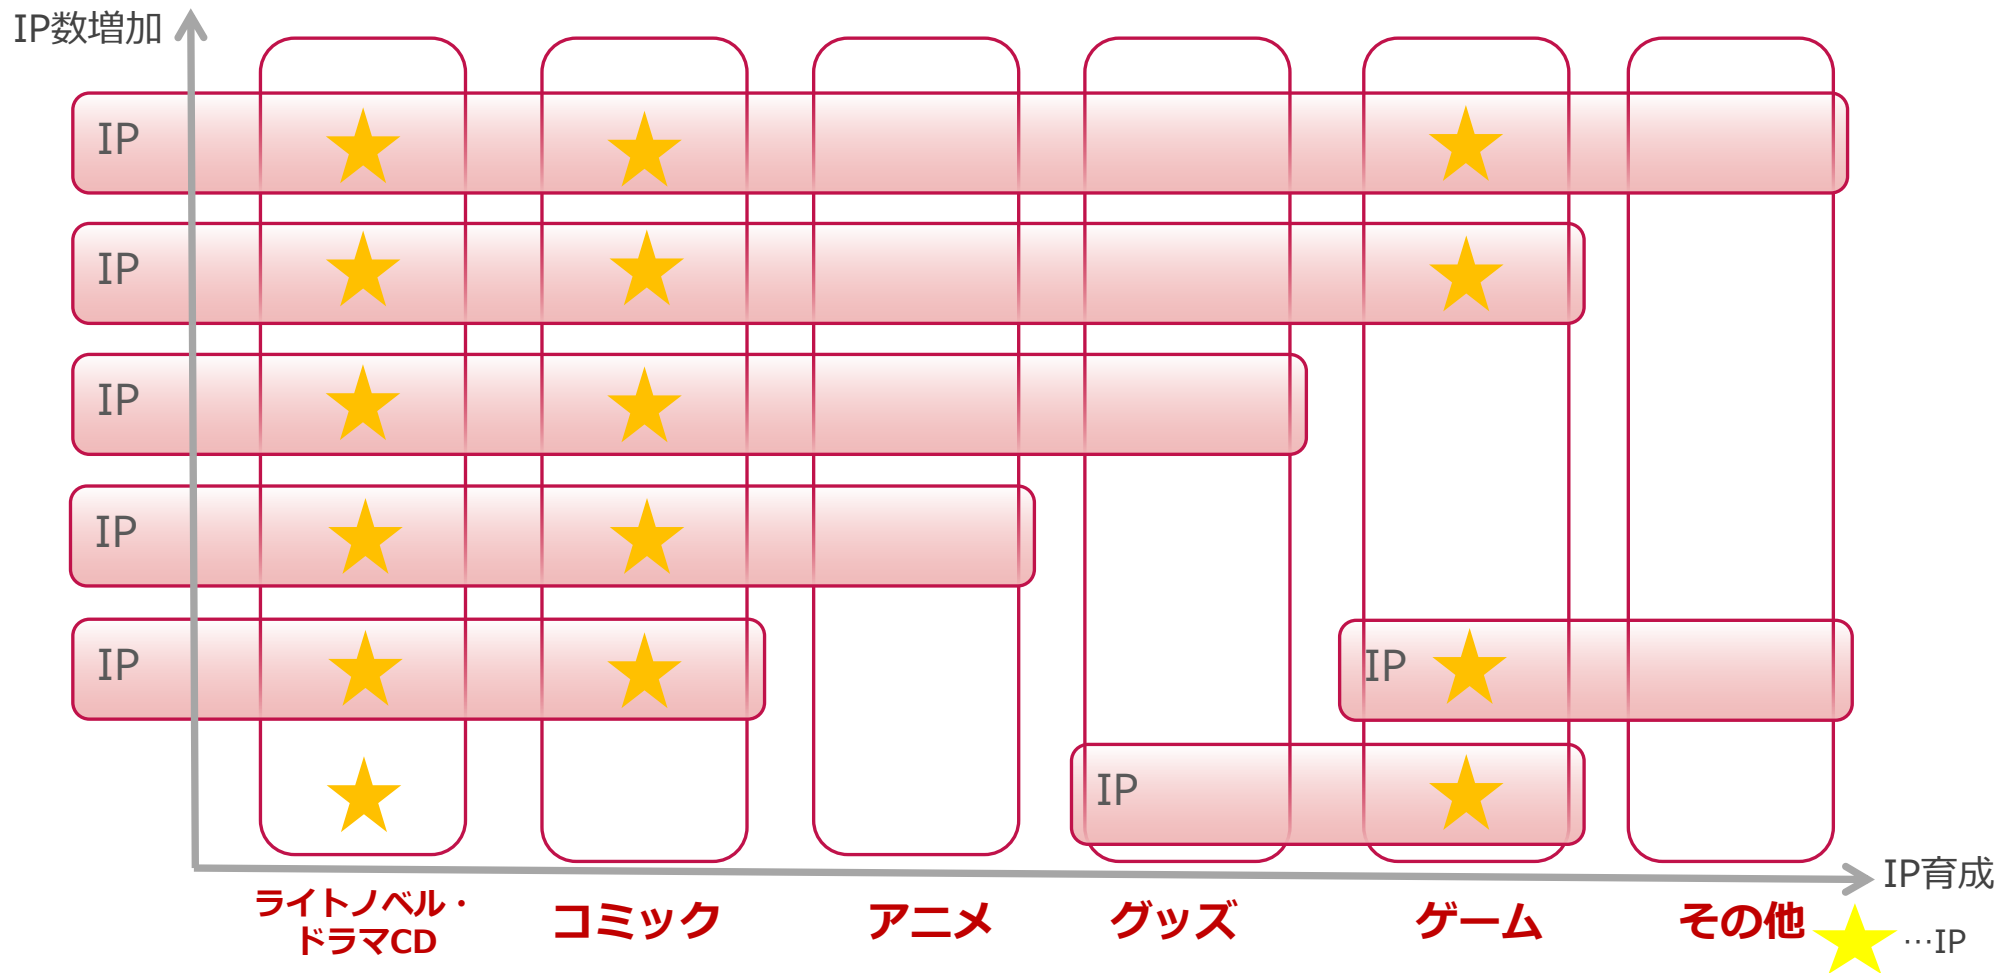 IP数増加
IP
IP
IP
IP
IP
IP
IP
IP育成
ライトノベル・
ドラマCD
コミック
アニメ
グッズ
ゲーム
その他
…IP